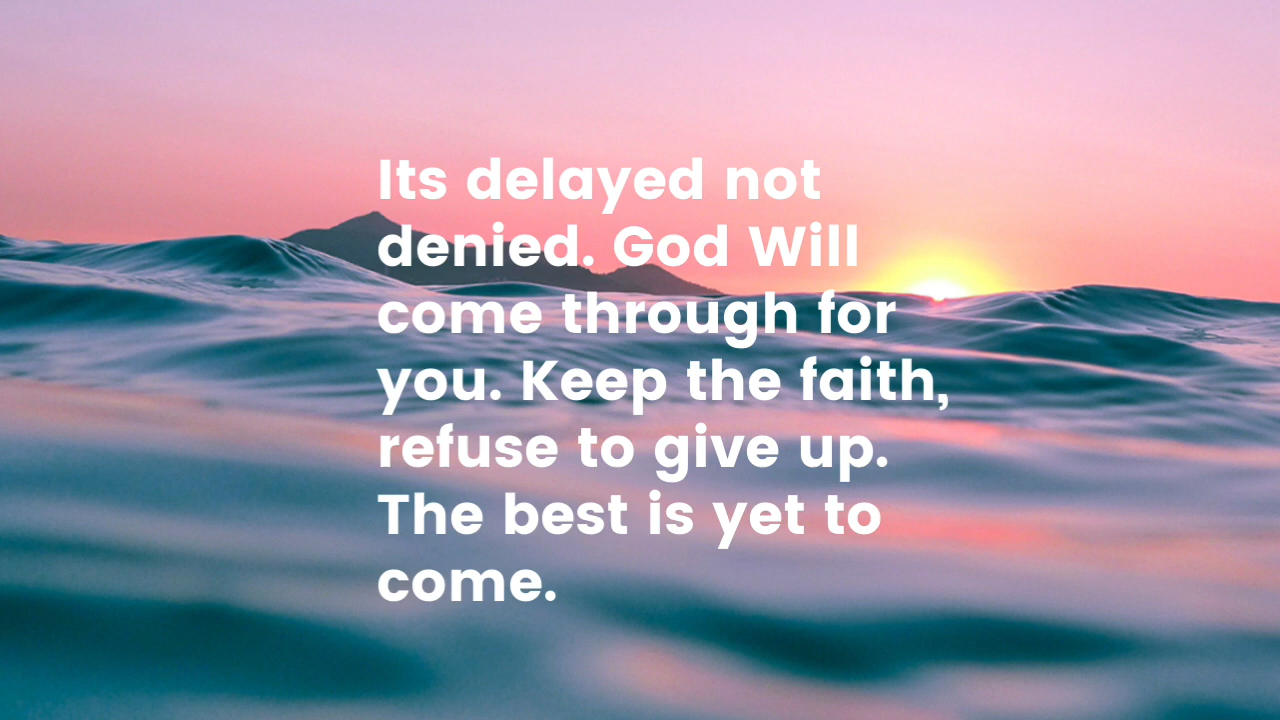 Its delayed not
denied. God Will
come through for
you. Keep the faith,
refuse to give up.
The best is yet to
come.